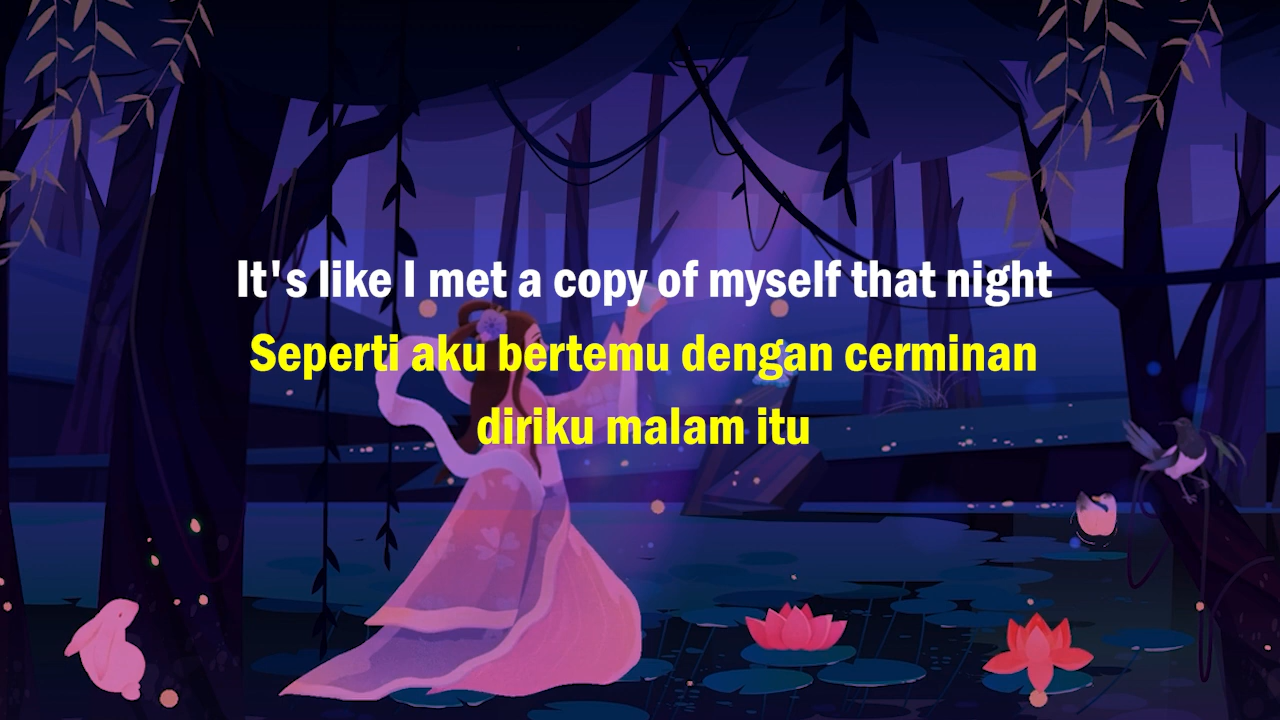 It's like I met a copy of myself that night
Seperti aku bertemu dengan cerminan
diriku malam itu